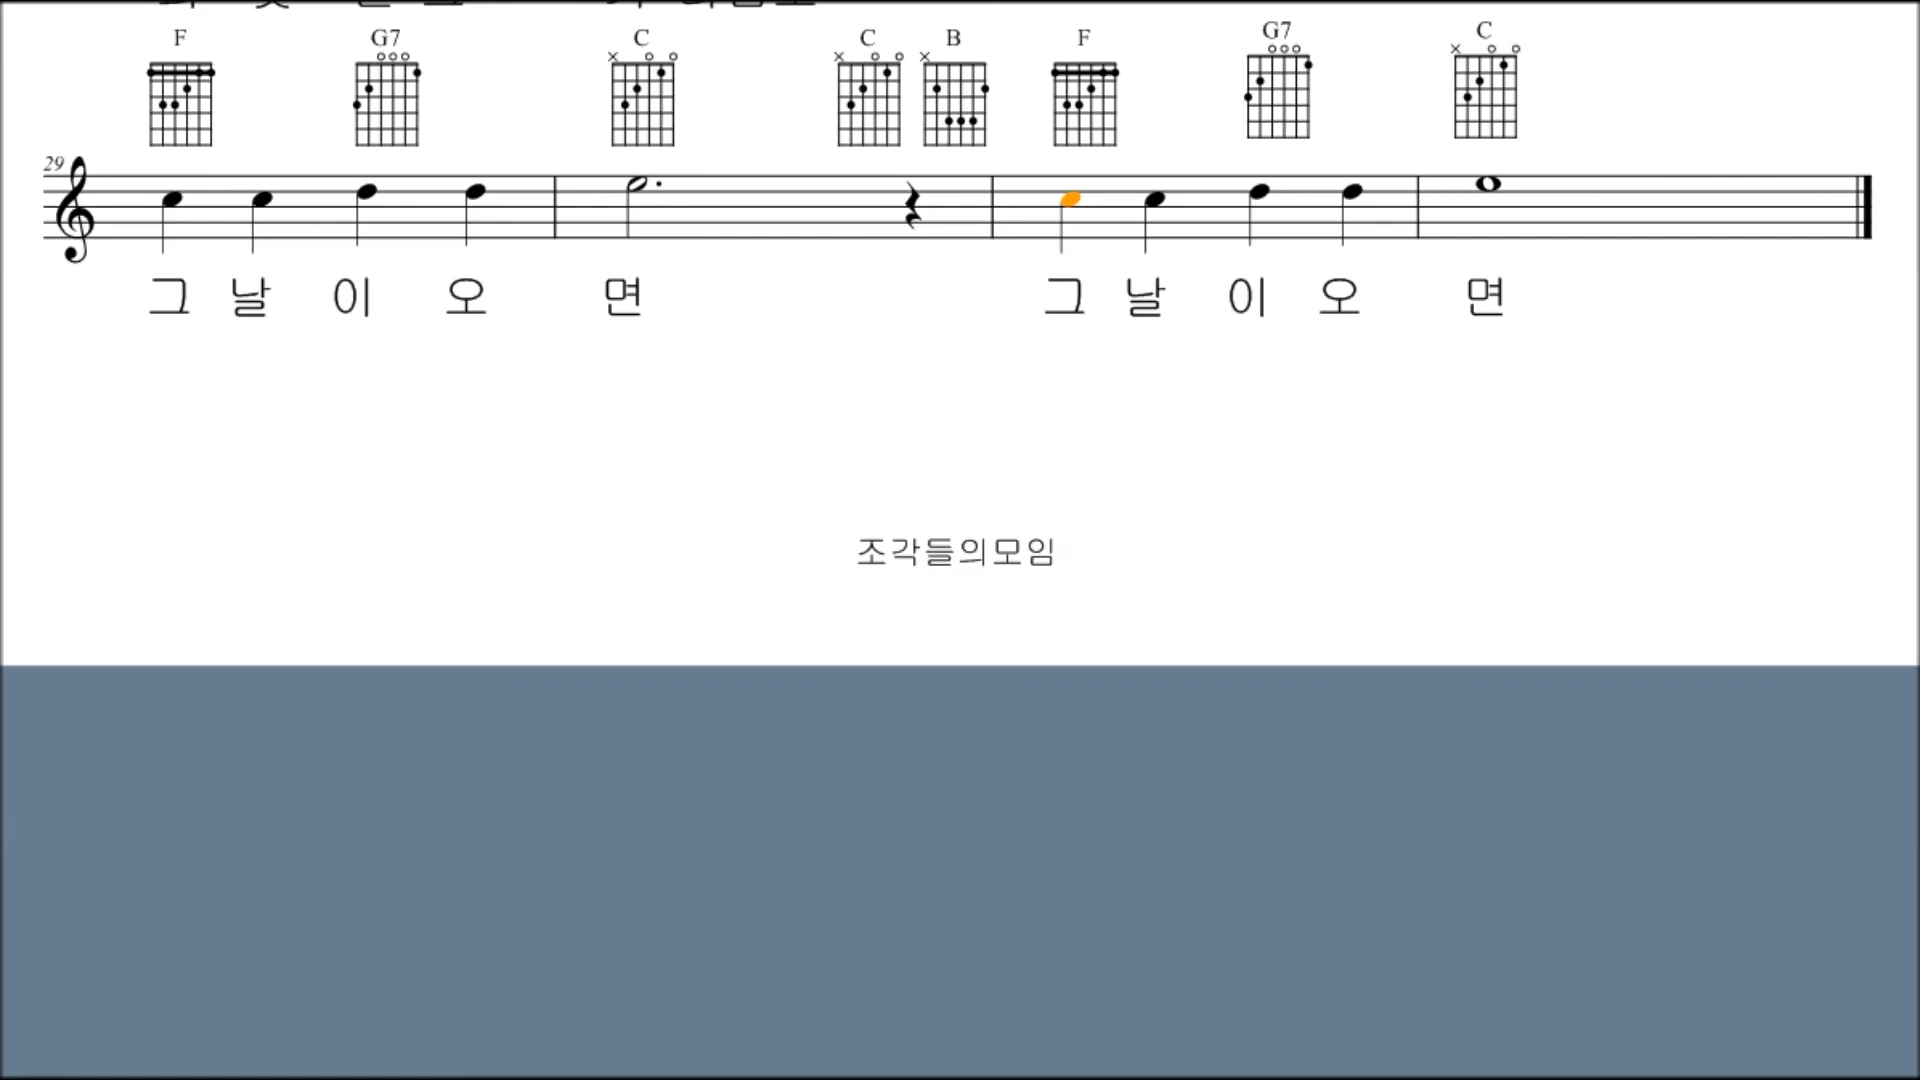 F G7 C C B F G7 C
29
그 날 이 오 면 그 날 이 오 면
조각들의모임